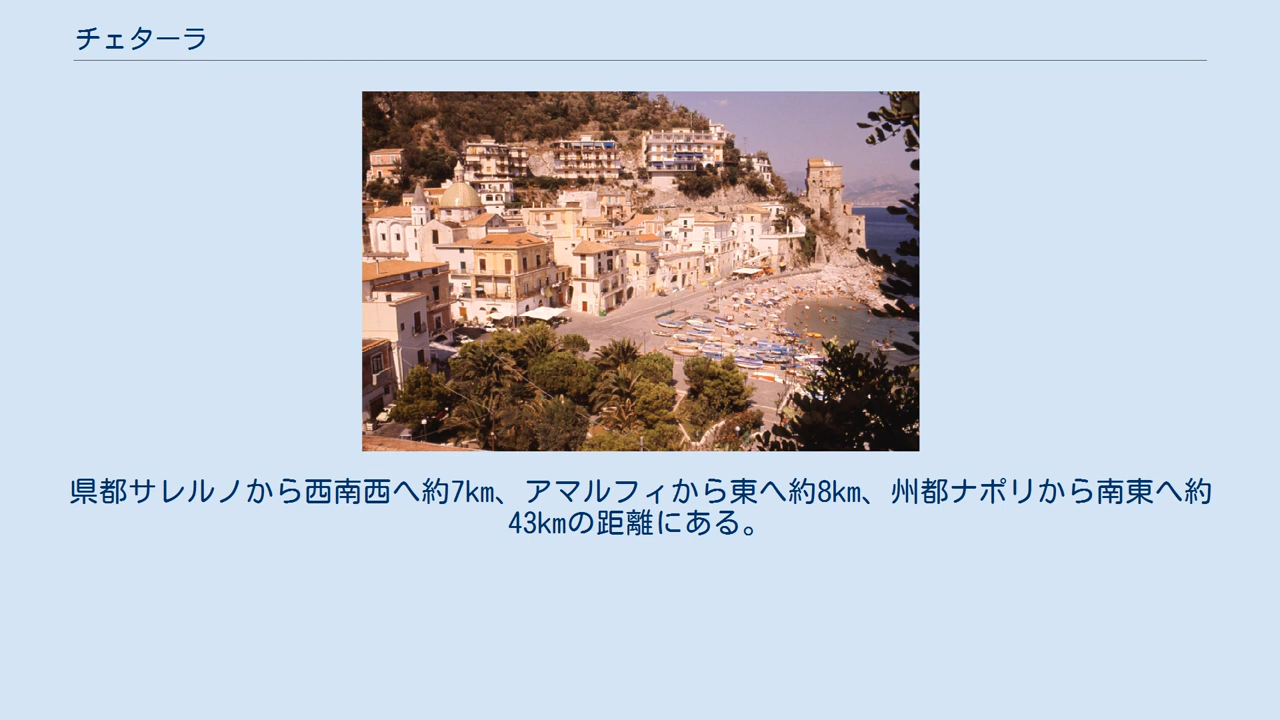 チェターラ
県都サレルノから西南西へ約7km、アマルフィから東へ約8km、州都ナポリから南東へ約
43kmの距離にある。